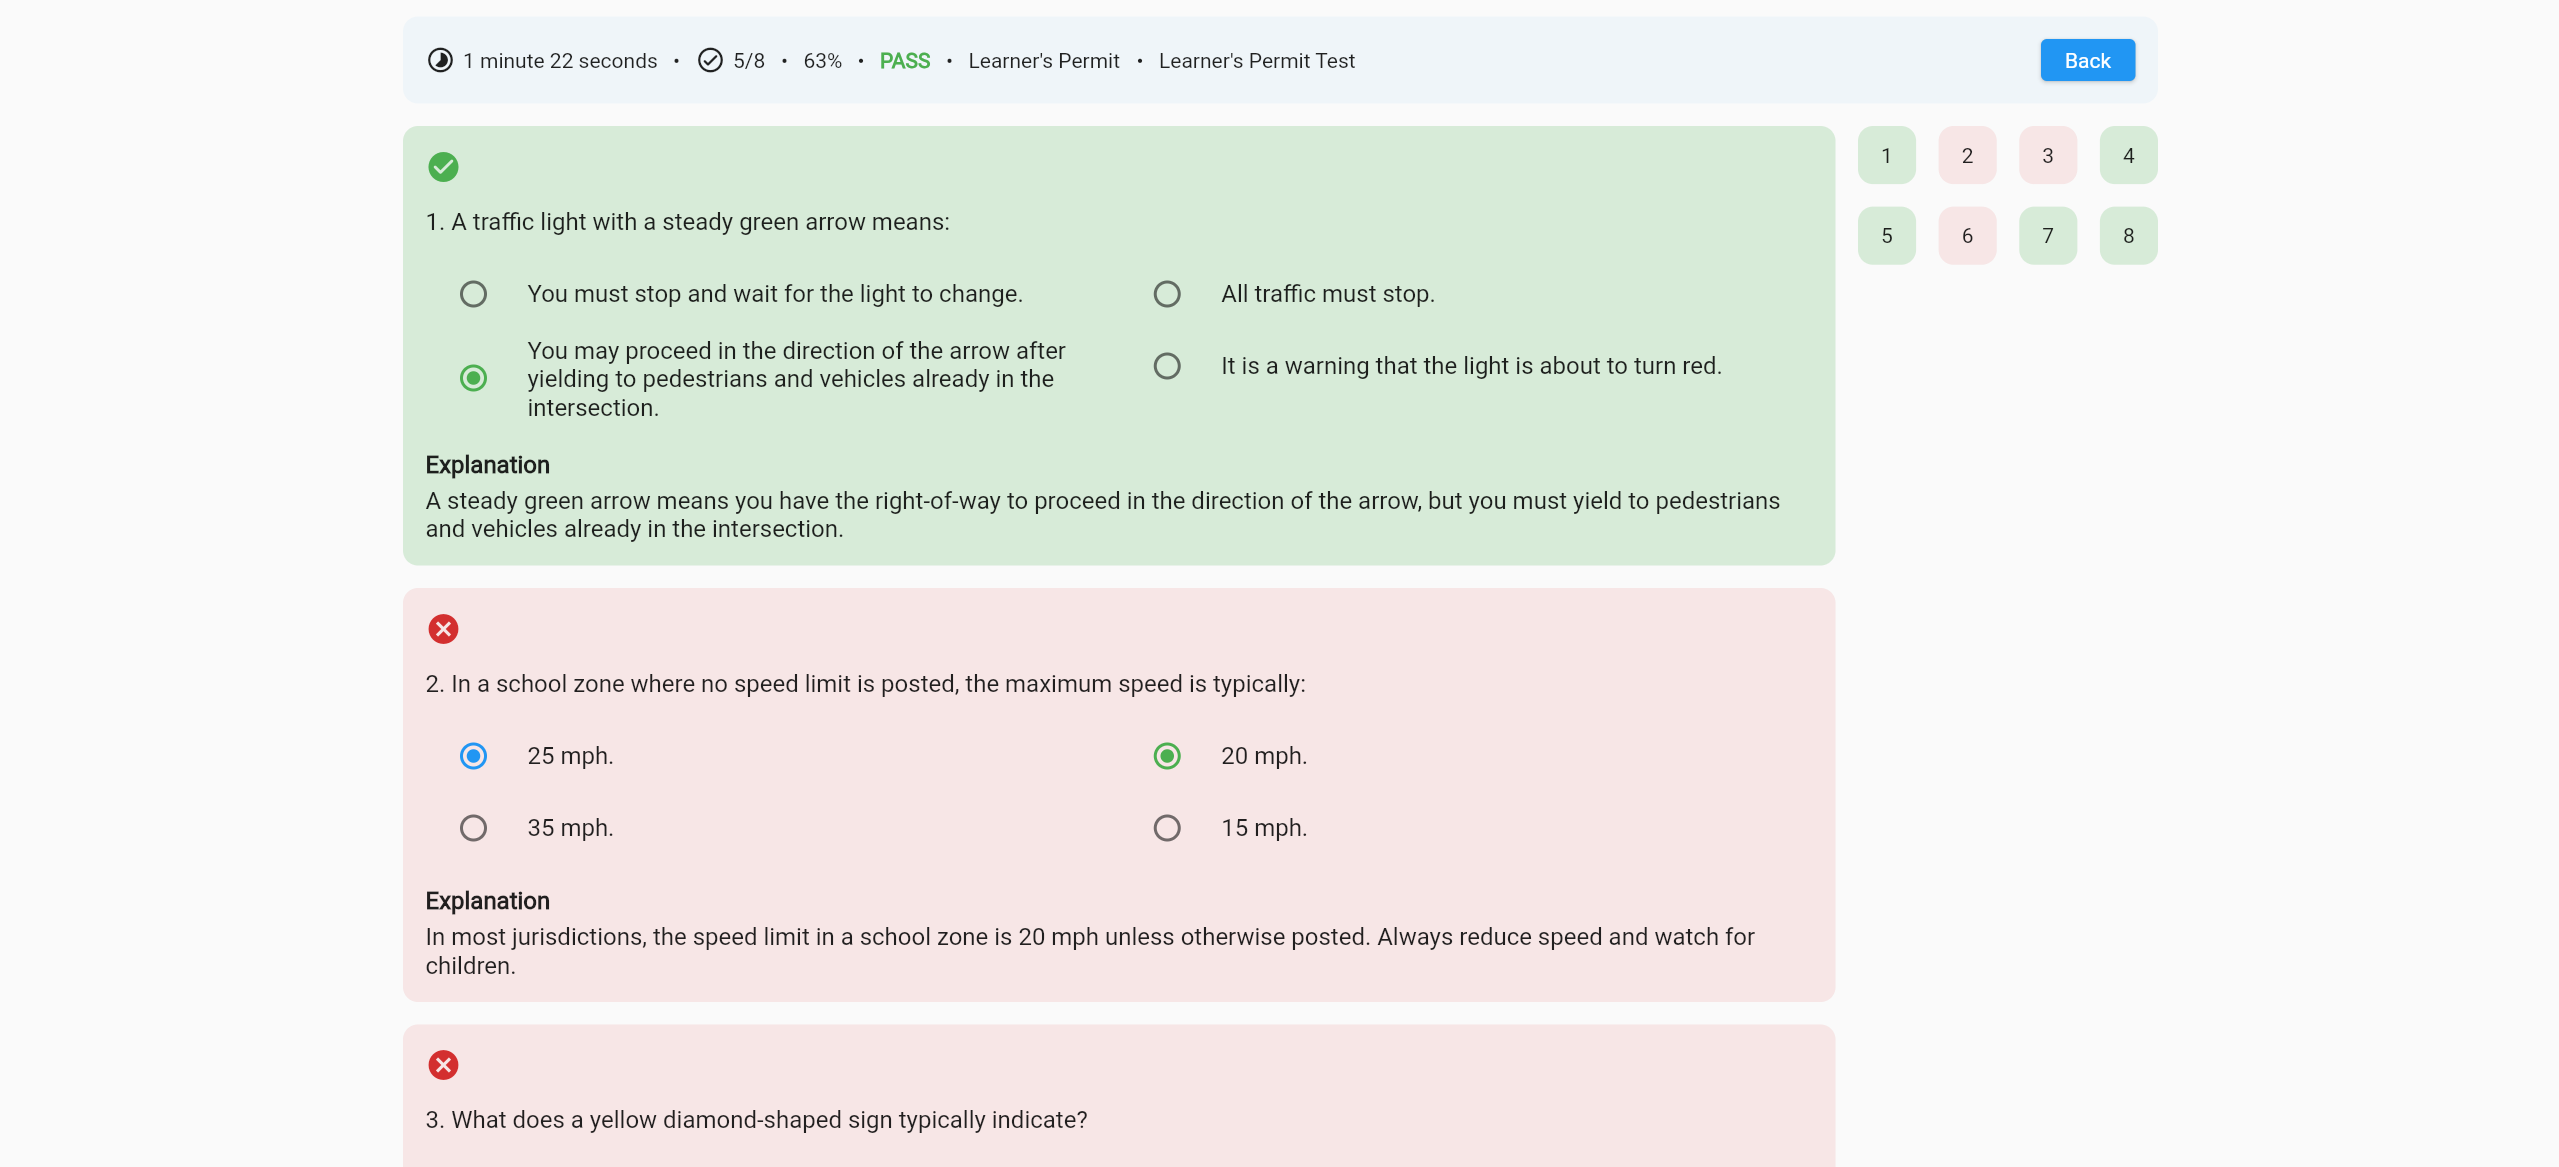 1 minute 22 seconds • 5/8 • 63% • PASS • Learner's Permit • Learner's Permit Test
Back
1. A traffic light with a steady green arrow means:
You must stop and wait for the light to change.
All traffic must stop.
You may proceed in the direction of the arrow after
yielding to pedestrians and vehicles already in the
intersection.
It is a warning that the light is about to turn red.
Explanation
A steady green arrow means you have the right-of-way to proceed in the direction of the arrow, but you must yield to pedestrians
and vehicles already in the intersection.
1 2 3 4
5 6 7 8
2. In a school zone where no speed limit is posted, the maximum speed is typically:
25 mph.
20 mph.
35 mph.
15 mph.
Explanation
In most jurisdictions, the speed limit in a school zone is 20 mph unless otherwise posted. Always reduce speed and watch for
children.
3. What does a yellow diamond-shaped sign typically indicate?